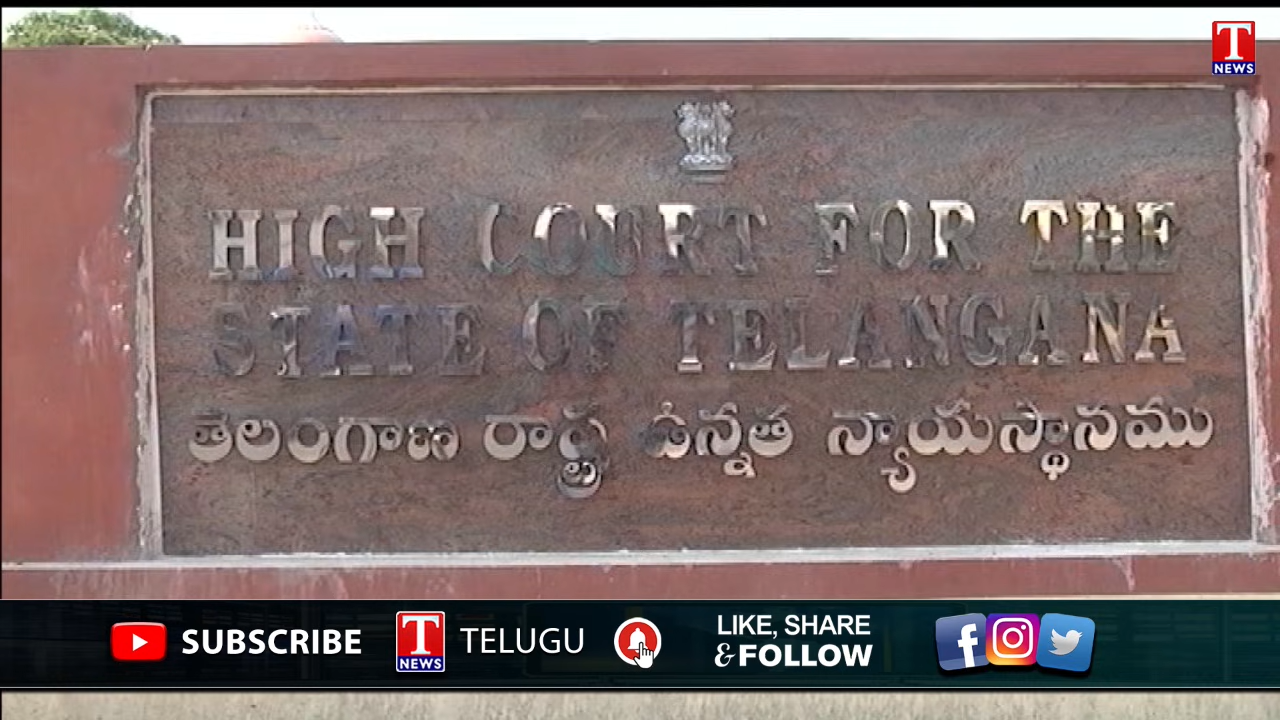 T
NEWS
HIGH COURT FOR THE
STATE OF TELANGANA
తెలంగాణ రాష్ట్ర ఉన్నత న్యాయస్థానము
SUBSCRIBE
T
NEWS
TELUGU
LIKE, SHARE
& FOLLOW